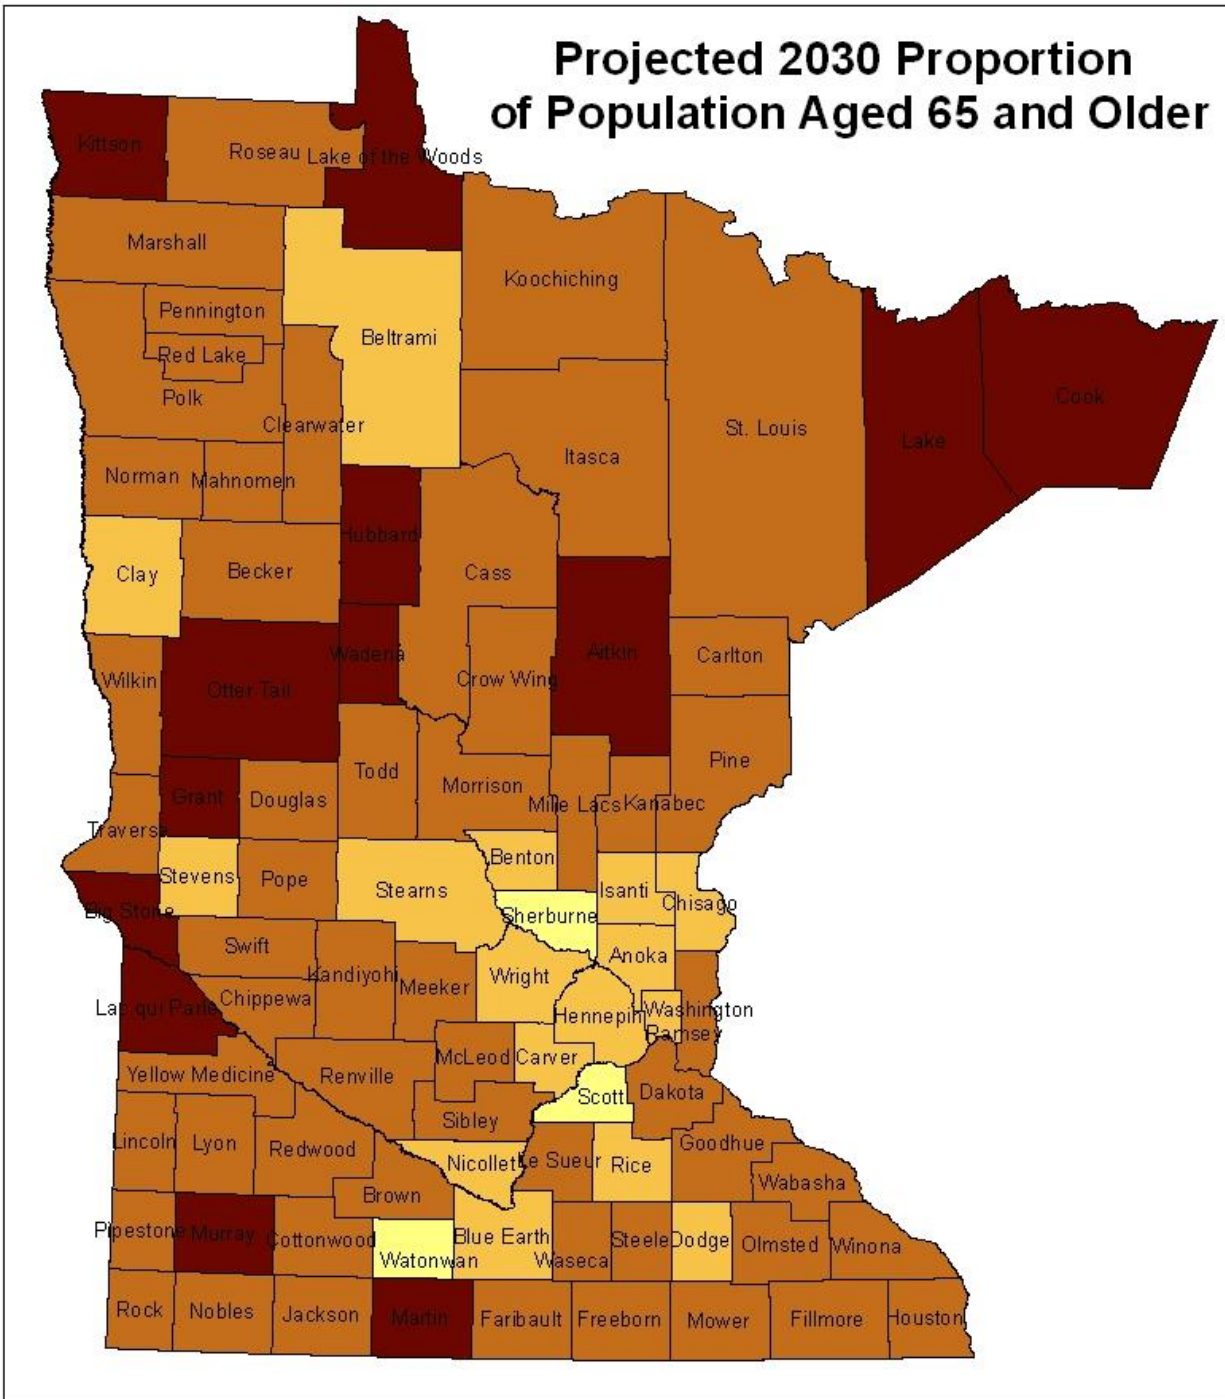 Projected 2030 Proportion
of Population Aged 65 and Older
Kittson
Roseau
Lake of the Woods
Marshall
Koochiching
Pennington
Beltrami
Red Lake
Polk
Cook
Clearwater
St. Louis
Lake
Itasca
Norman
Mahnomen
Hubbard
Clay
Becker
Cass
Wadena
Aitkin
Carlton
Wilkin
Otter Tail
Crow Wing
Pine
Todd
Morrison
Grant
Douglas
Mille Lacs
Kanabec
Traverse
Benton
Stevens
Pope
Stearns
Isanti
Chisago
Big Stone
Sherburne
Swift
Anoka
Kandiyohi
Wright
Meeker
Lac qui Parle
Chippewa
Hennepin
Washington
Ramsey
McLeod
Carver
Yellow Medicine
Renville
Scott
Dakota
Sibley
Lincoln
Lyon
Redwood
Goodhue
Nicollet
Le Sueur
Rice
Wabasha
Brown
Pipestone
Murray
Cottonwood
Blue Earth
Steele
Dodge
Olmsted
Winona
Watonwan
Waseca
Rock
Nobles
Jackson
Martin
Faribault
Freeborn
Mower
Fillmore
Houston